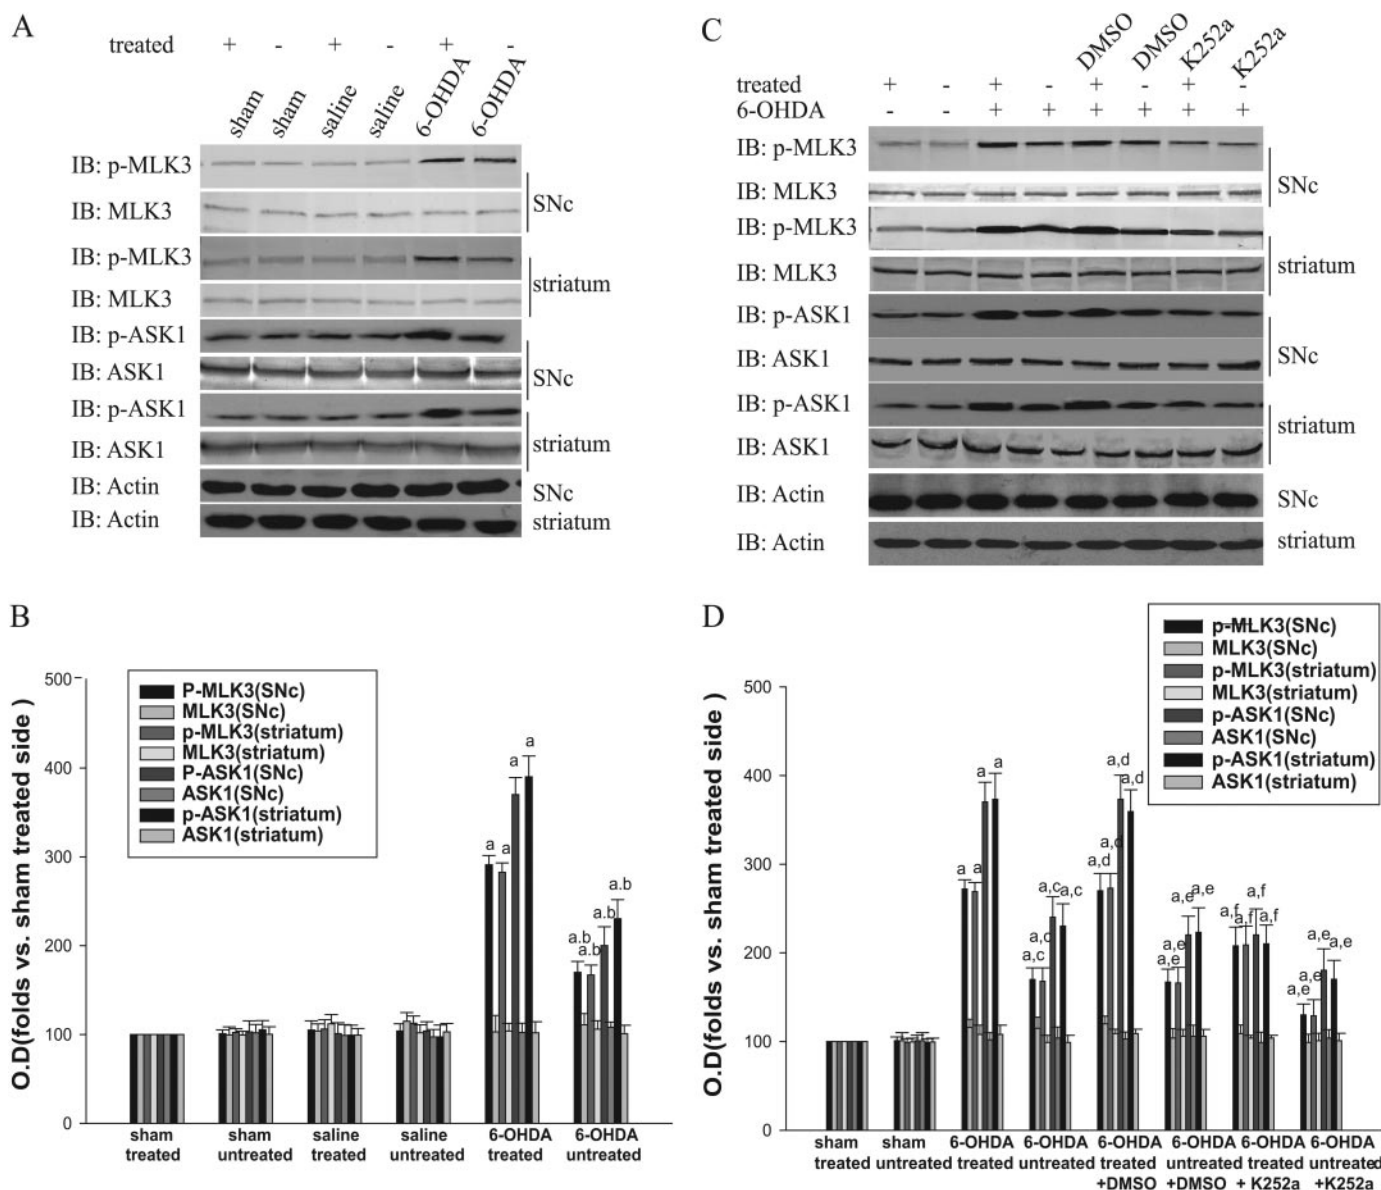 A
treated + - + - + -
sham sham saline saline 6-OHDA 6-OHDA
IB: p-MLK3
IB: MLK3
SNc
IB: p-MLK3
IB: MLK3
striatum
IB: p-ASK1
IB: ASK1
SNc
IB: p-ASK1
IB: ASK1
striatum
IB: Actin SNc
IB: Actin striatum
C
DMSO DMSO K252a K252a
treated + - + - + - + -
6-OHDA - - + + + + + +
IB: p-MLK3
IB: MLK3
SNc
IB: p-MLK3
IB: MLK3
striatum
IB: p-ASK1
IB: ASK1
SNc
IB: p-ASK1
IB: ASK1
striatum
IB: Actin SNc
IB: Actin striatum
B
O.D(folds vs. sham treated side )
500
400
300
200
100
0
P-MLK3(SNc)
MLK3(SNc)
p-MLK3(striatum)
MLK3(striatum)
P-ASK1(SNc)
ASK1(SNc)
p-ASK1(striatum)
ASK1(striatum)
a a a a
a.b a.b a.b a.b
sham treated
sham untreated
saline treated
saline untreated
6-OHDA treated
6-OHDA untreated
D
O.D(folds vs. sham treated side )
500
400
300
200
100
0
p-MLK3(SNc)
MLK3(SNc)
p-MLK3(striatum)
MLK3(striatum)
p-ASK1(SNc)
ASK1(SNc)
p-ASK1(striatum)
ASK1(striatum)
a a a a
a,c a,c a,c a,c
a,d a,d a,d a,d
a,e a,e a,e a,e
a,f a,f a,f a,f
a,e a,e a,e a,e
sham treated
sham untreated
6-OHDA treated
6-OHDA untreated
6-OHDA treated +DMSO
6-OHDA untreated +DMSO
6-OHDA treated + K252a
6-OHDA untreated +K252a